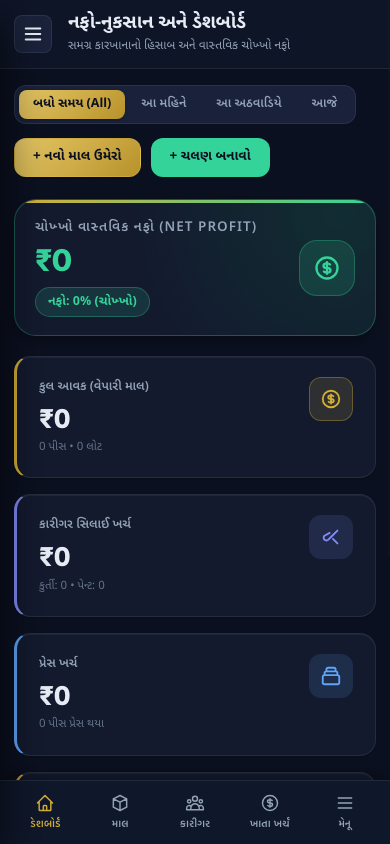 નફો-નુકસાન અને ડેશબોર્ડ
સમગ્ર કારખાનાનો હિસાબ અને વાસ્તવિક ચોખ્ખો નફો
બધો સમય (All) આ મહિને આ અઠવાડિયે આજે
+ નવો માલ ઉમેરો + ચલણ બનાવો
ચોખ્ખો વાસ્તવિક નફો (NET PROFIT)
₹0
નફો: 0% (ચોખ્ખો)
કુલ આવક (વેપારી માલ)
₹0
0 પીસ • 0 લોટ
કારીગર સિલાઈ ખર્ચ
₹0
કુર્તી: 0 • પેન્ટ: 0
પ્રેસ ખર્ચ
₹0
0 પીસ પ્રેસ થયા
ડેશબોર્ડ માલ કારીગર ખાતા ખર્ચ મેનૂ